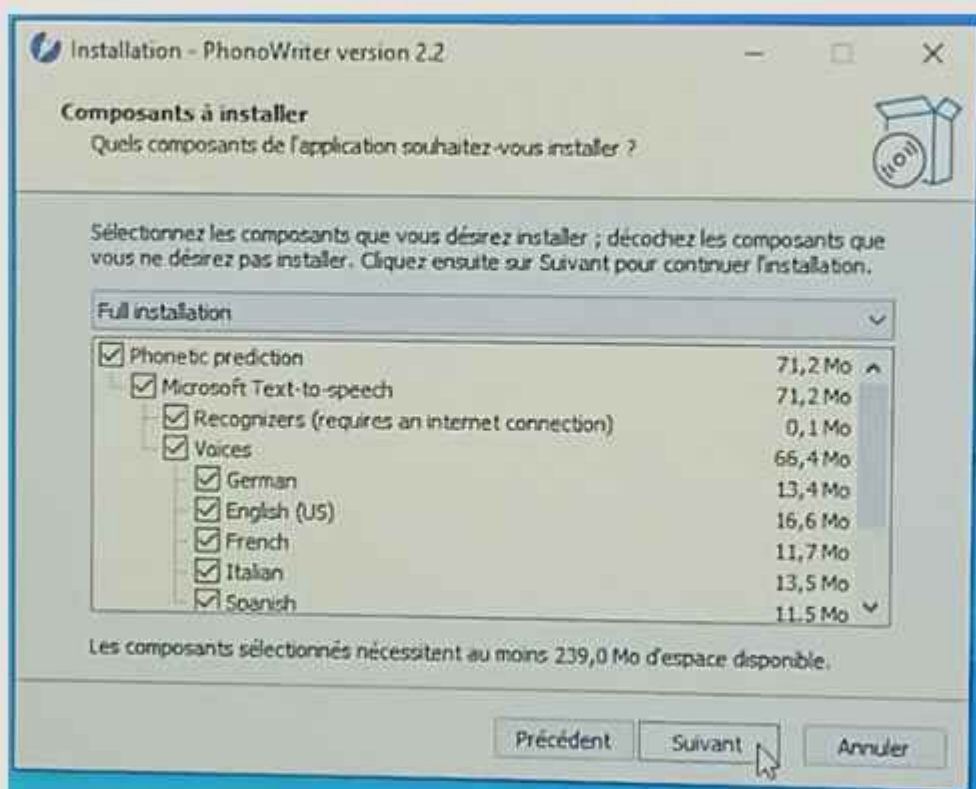 Installation - PhonoWriter version 2.2
Composants à installer
Quels composants de l'application souhaitez-vous installer ?
Sélectionnez les composants que vous désirez installer ; décochez les composants que
vous ne désirez pas installer. Cliquez ensuite sur Suivant pour continuer l'installation.
Full installation
Phonetic prediction 71,2 Mo
Microsoft Text-to-speech 71,2 Mo
Recognizers (requires an internet connection) 0,1 Mo
Voices 66,4 Mo
German 13,4 Mo
English (US) 16,6 Mo
French 11,7 Mo
Italian 13,5 Mo
Spanish 11,5 Mo
Les composants sélectionnés nécessitent au moins 239,0 Mo d'espace disponible.
Précédent Suivant Annuler